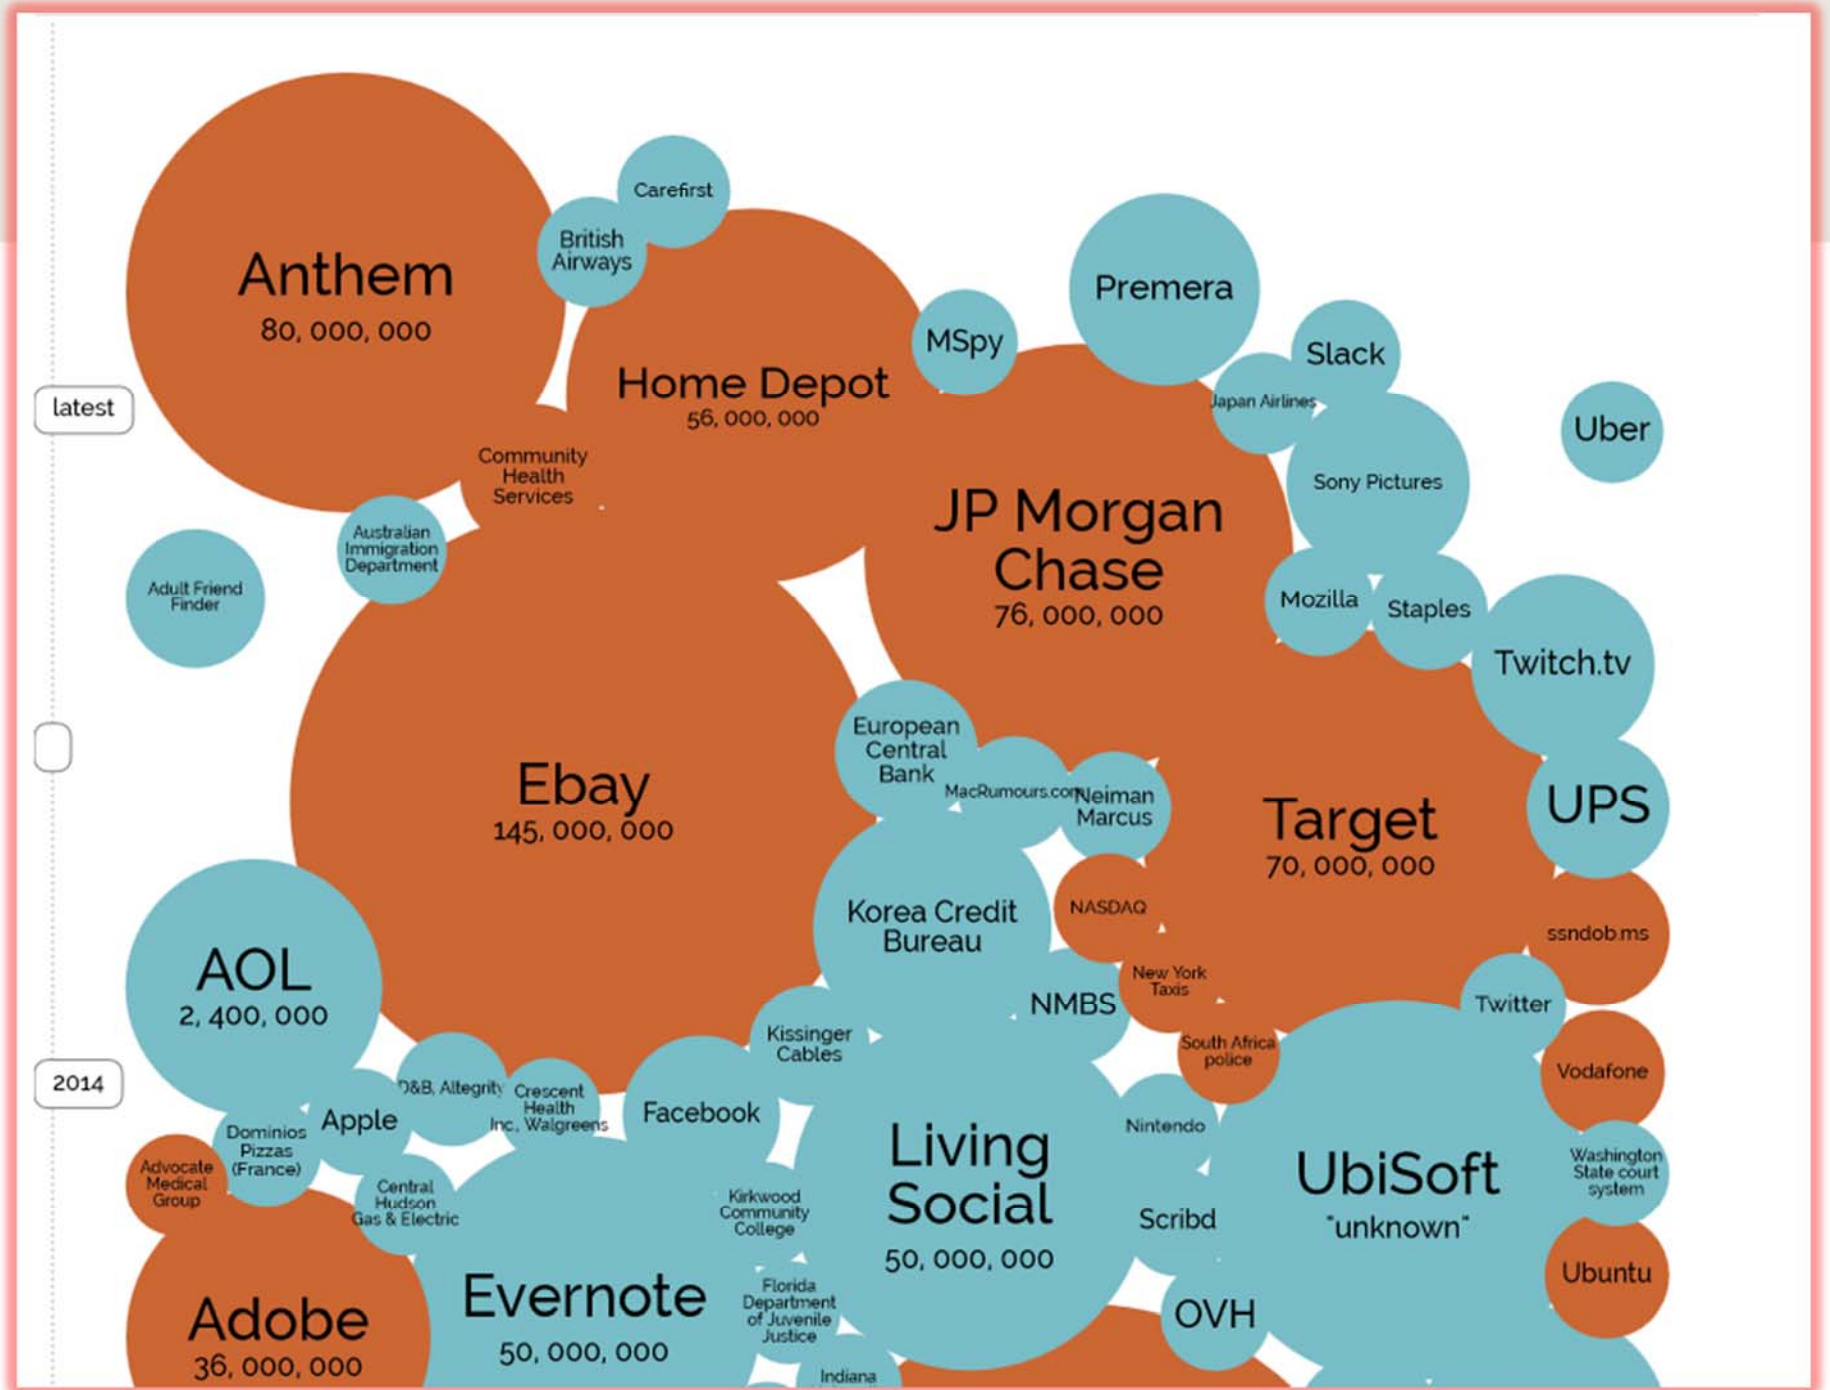 Carefirst
British
Airways
Anthem
80, 000, 000
Premera
MSpy
Slack
Home Depot
56, 000, 000
Japan Airlines
latest
Uber
Community
Health
Services
Sony Pictures
JP Morgan
Chase
76, 000, 000
Australian
Immigration
Department
Adult Friend
Finder
Mozilla
Staples
Twitch.tv
European
Central
Bank
MacRumours.com
Neiman
Marcus
Ebay
145, 000, 000
Target
70, 000, 000
UPS
Korea Credit
Bureau
NASDAQ
ssndob.ms
AOL
2, 400, 000
New York
Taxis
NMBS
Twitter
Kissinger
Cables
South Africa
police
Vodafone
2014
D&B, Altegrity
Crescent
Health
Inc., Walgreens
Facebook
Apple
Nintendo
Dominios
Pizzas
(France)
Living
Social
50, 000, 000
UbiSoft
"unknown"
Washington
State court
system
Advocate
Medical
Group
Central
Hudson
Gas & Electric
Kirkwood
Community
College
Scribd
Ubuntu
Evernote
50, 000, 000
Florida
Department
of Juvenile
Justice
OVH
Adobe
36, 000, 000
Indiana